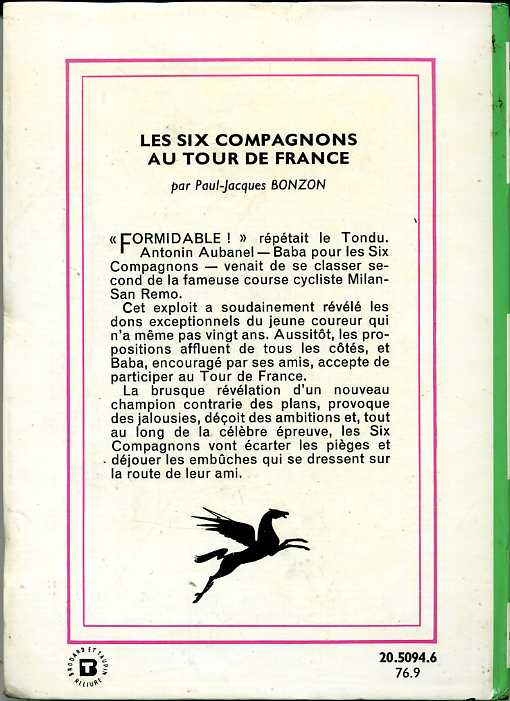 LES SIX COMPAGNONS
AU TOUR DE FRANCE
par Paul-Jacques BONZON
« FORMIDABLE ! » répétait le Tondu.
Antonin Aubanel — Baba pour les Six
Compagnons — venait de se classer se-
cond de la fameuse course cycliste Milan-
San Remo.
Cet exploit a soudainement révélé les
dons exceptionnels du jeune coureur qui
n'a même pas vingt ans. Aussitôt, les pro-
positions affluent de tous les côtés, et
Baba, encouragé par ses amis, accepte de
participer au Tour de France.
La brusque révélation d'un nouveau
champion contrarie des plans, provoque
des jalousies, déçoit des ambitions et, tout
au long de la célèbre épreuve, les Six
Compagnons vont écarter les pièges et
déjouer les embûches qui se dressent sur
la route de leur ami.
BRODARD ET TAUPIN
TB
RELIURE
20.5094.6
76.9